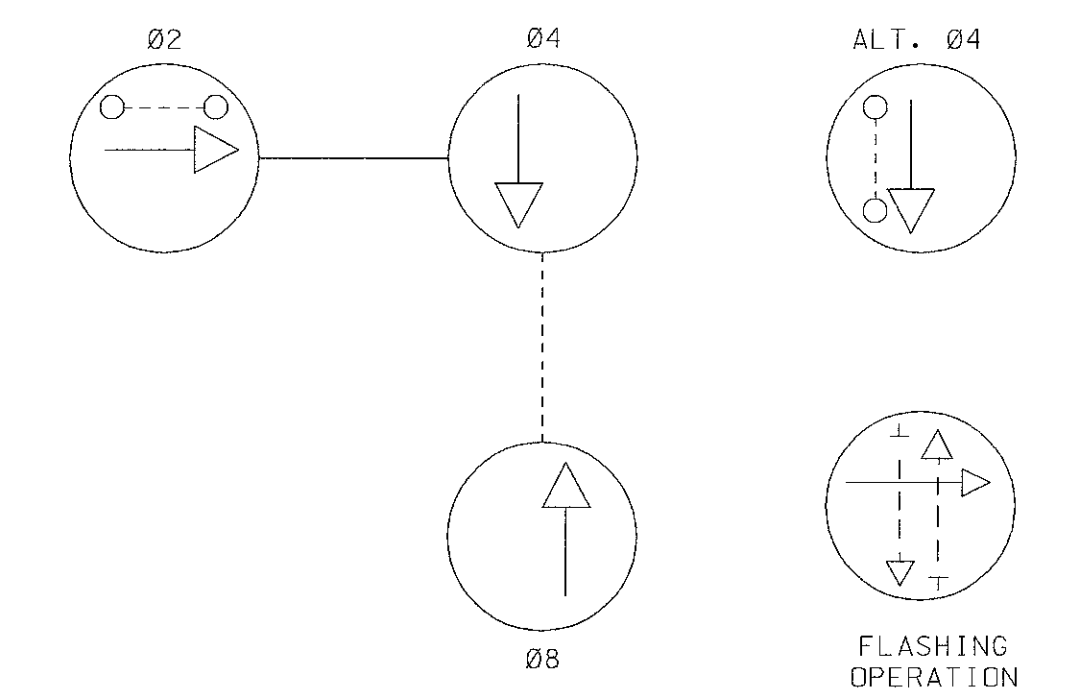 Ø2
Ø4
ALT. Ø4
Ø8
FLASHING
OPERATION